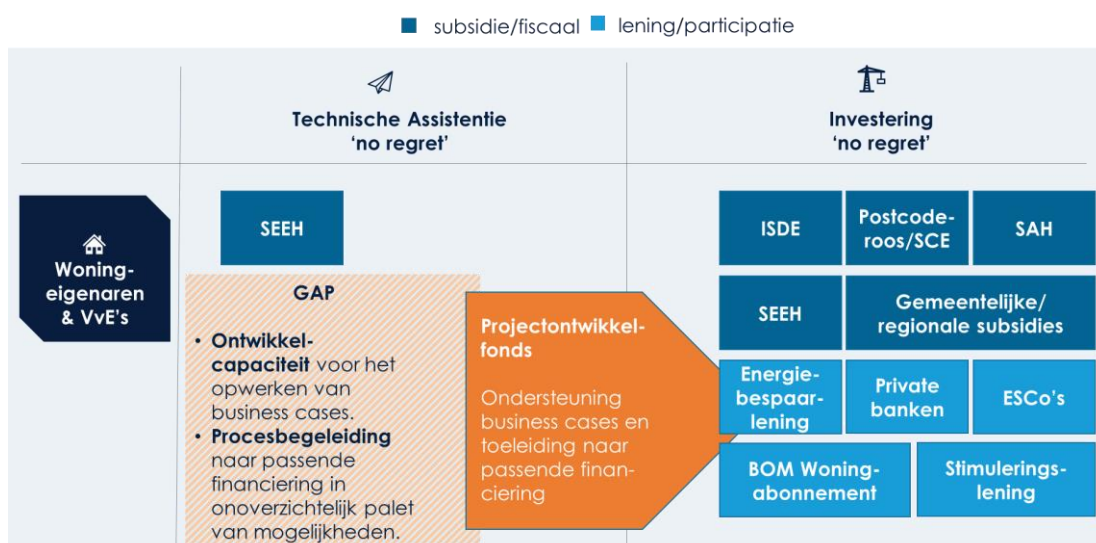 subsidie/fiscaal lening/participatie
Technische Assistentie
'no regret'
Investering
'no regret'
Woning-
eigenaren
& VvE's
SEEH
GAP
• Ontwikkel-
capaciteit voor het
opwerken van
business cases.
• Procesbegeleiding
naar passende
financiering in
onoverzichtelijk palet
van mogelijkheden.
Projectontwikkel-
fonds
Ondersteuning
business cases en
toeleiding naar
passende finan-
ciering
ISDE
Postcode-
roos/SCE
SAH
SEEH
Gemeentelijke/
regionale subsidies
Energie-
bespaar-
lening
Private
banken
ESCo's
BOM Woning-
abonnement
Stimulerings-
lening